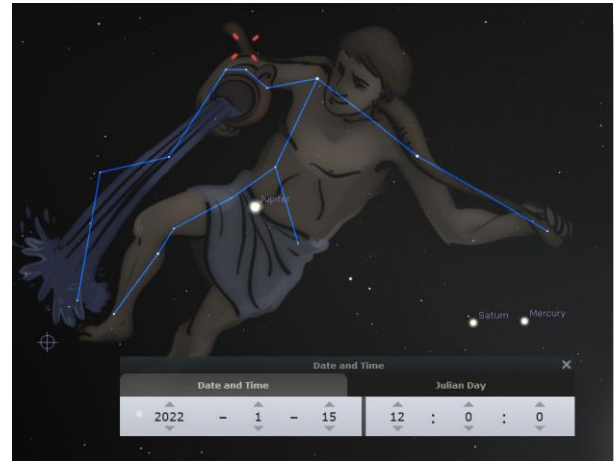 Jupiter
Saturn
Mercury
Date and Time
Date and Time
Julian Day
2022 - 1 - 15
12 : 0 : 0